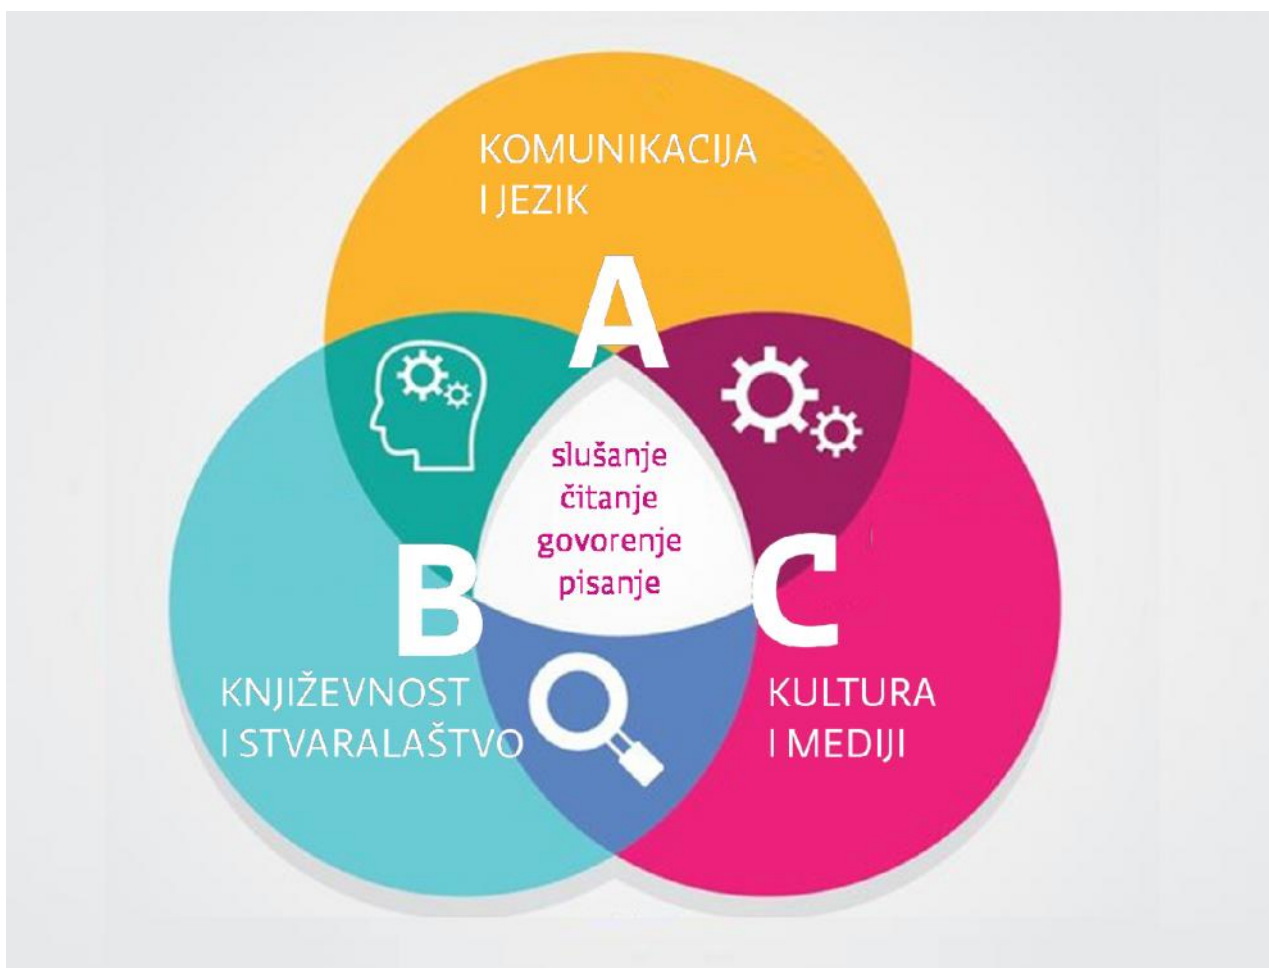 KOMUNIKACIJA
I JEZIK
A
slušanje
čitanje
govorenje
pisanje
B
C
KNJIŽEVNOST
I STVARALAŠTVO
KULTURA
I MEDIJI